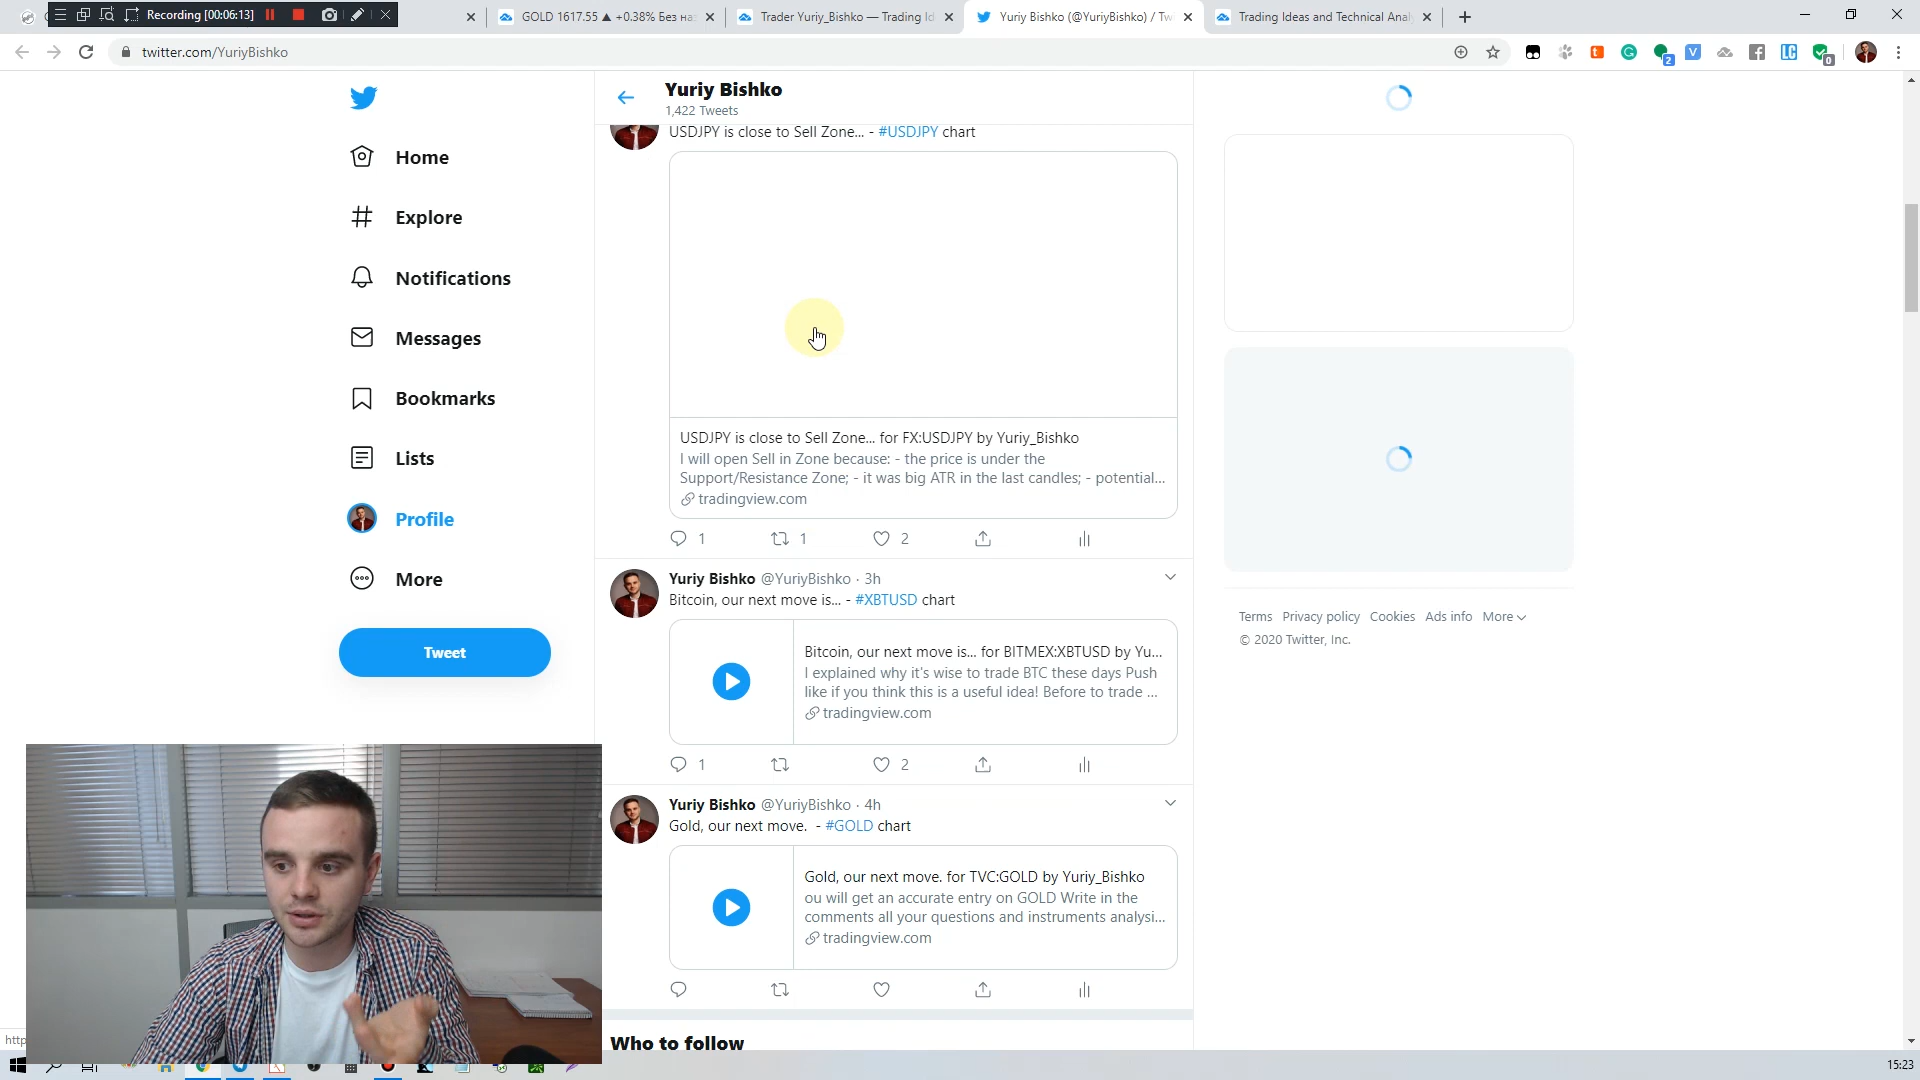 Recording [00:06:13]
GOLD 1617.55 ▲ +0.38% Без на
Trader Yuriy_Bishko — Trading Id
Yuriy Bishko (@YuriyBishko) / Tw
Trading Ideas and Technical Anal
twitter.com/YuriyBishko
2
0
Home
Explore
Notifications
Messages
Bookmarks
Lists
Profile
More
Tweet
Yuriy Bishko
1,422 Tweets
USDJPY is close to Sell Zone... - #USDJPY chart
USDJPY is close to Sell Zone... for FX:USDJPY by Yuriy_Bishko
I will open Sell in Zone because: - the price is under the
Support/Resistance Zone; - it was big ATR in the last candles; - potential...
tradingview.com
1 1 2
Yuriy Bishko @YuriyBishko · 3h
Bitcoin, our next move is... - #XBTUSD chart
Bitcoin, our next move is... for BITMEX:XBTUSD by Yu...
I explained why it's wise to trade BTC these days Push
like if you think this is a useful idea! Before to trade ...
tradingview.com
1 2
Yuriy Bishko @YuriyBishko · 4h
Gold, our next move. - #GOLD chart
Gold, our next move. for TVC:GOLD by Yuriy_Bishko
ou will get an accurate entry on GOLD Write in the
comments all your questions and instruments analysi...
tradingview.com
Who to follow
Terms Privacy policy Cookies Ads info More
© 2020 Twitter, Inc.
http
15:23